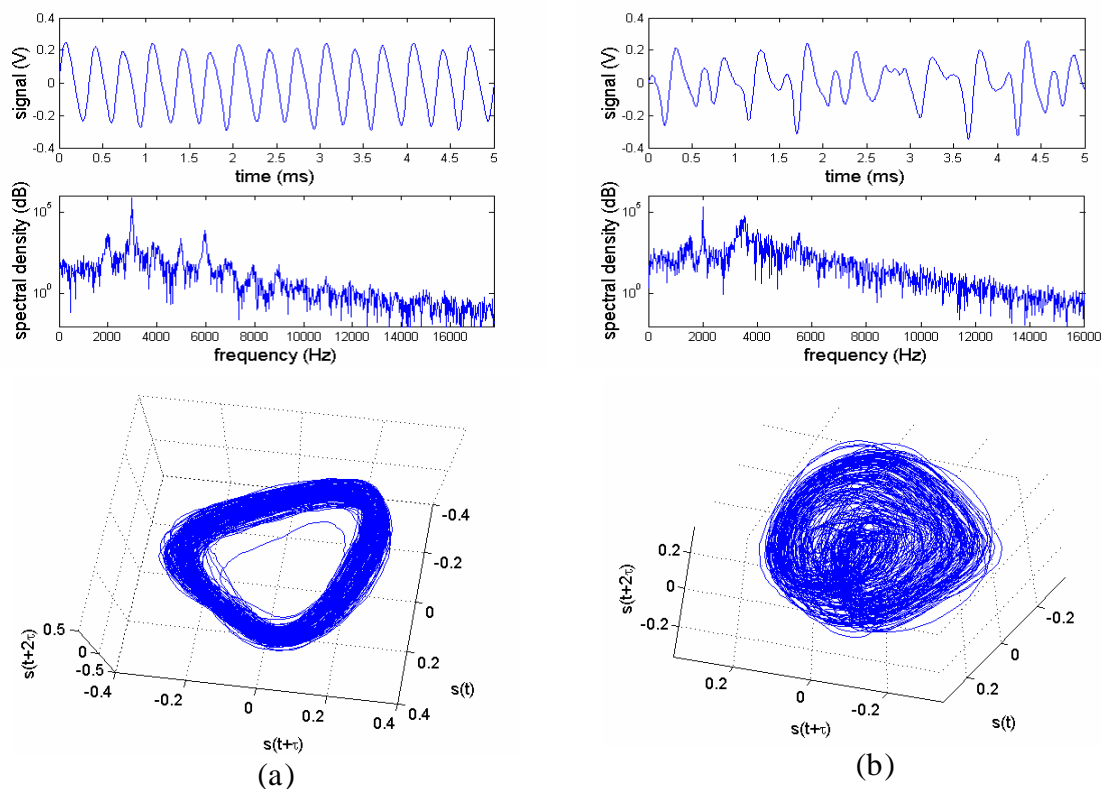 0.4
0.2
0
-0.2
-0.4
signal (V)
0 0.5 1 1.5 2 2.5 3 3.5 4 4.5 5
time (ms)
10^5
10^0
spectral density (dB)
0 2000 4000 6000 8000 10000 12000 14000 16000
frequency (Hz)
-0.4
-0.2
0
0.2
0.4
s(t)
0.5
0
-0.5
s(t+2τ)
-0.4 -0.2 0 0.2 0.4
s(t+τ)
(a)
0.4
0.2
0
-0.2
-0.4
signal (V)
0 0.5 1 1.5 2 2.5 3 3.5 4 4.5 5
time (ms)
10^5
10^0
spectral density (dB)
0 2000 4000 6000 8000 10000 12000 14000 16000
frequency (Hz)
0.2
0
-0.2
s(t+2τ)
-0.2
0
0.2
s(t)
0.2 0 -0.2
s(t+τ)
(b)